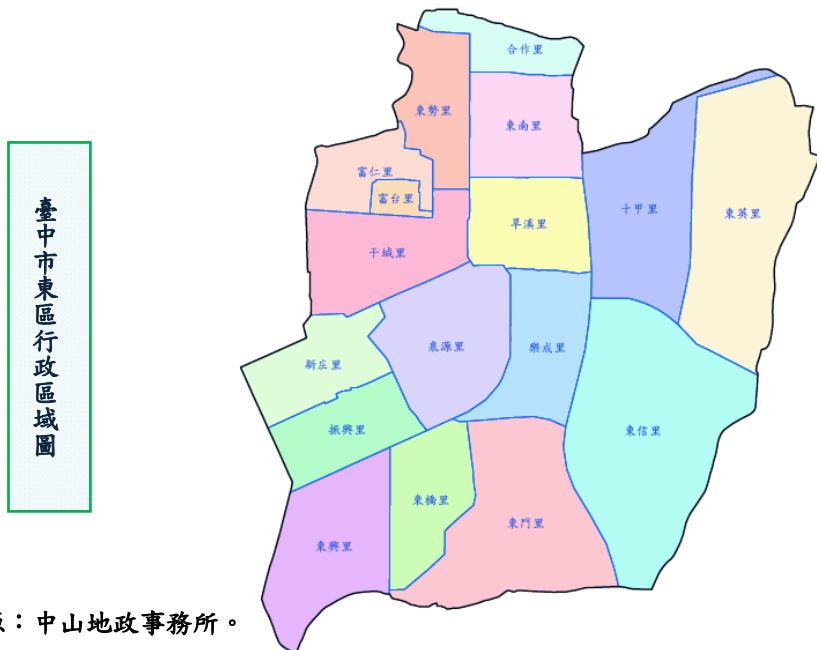 臺中市東區行政區域圖
合作里
東勢里
東南里
富仁里
富台里
旱溪里
十甲里
東英里
干城里
泉源里
樂成里
新庄里
振興里
東信里
東橋里
東門里
東興里
：中山地政事務所。